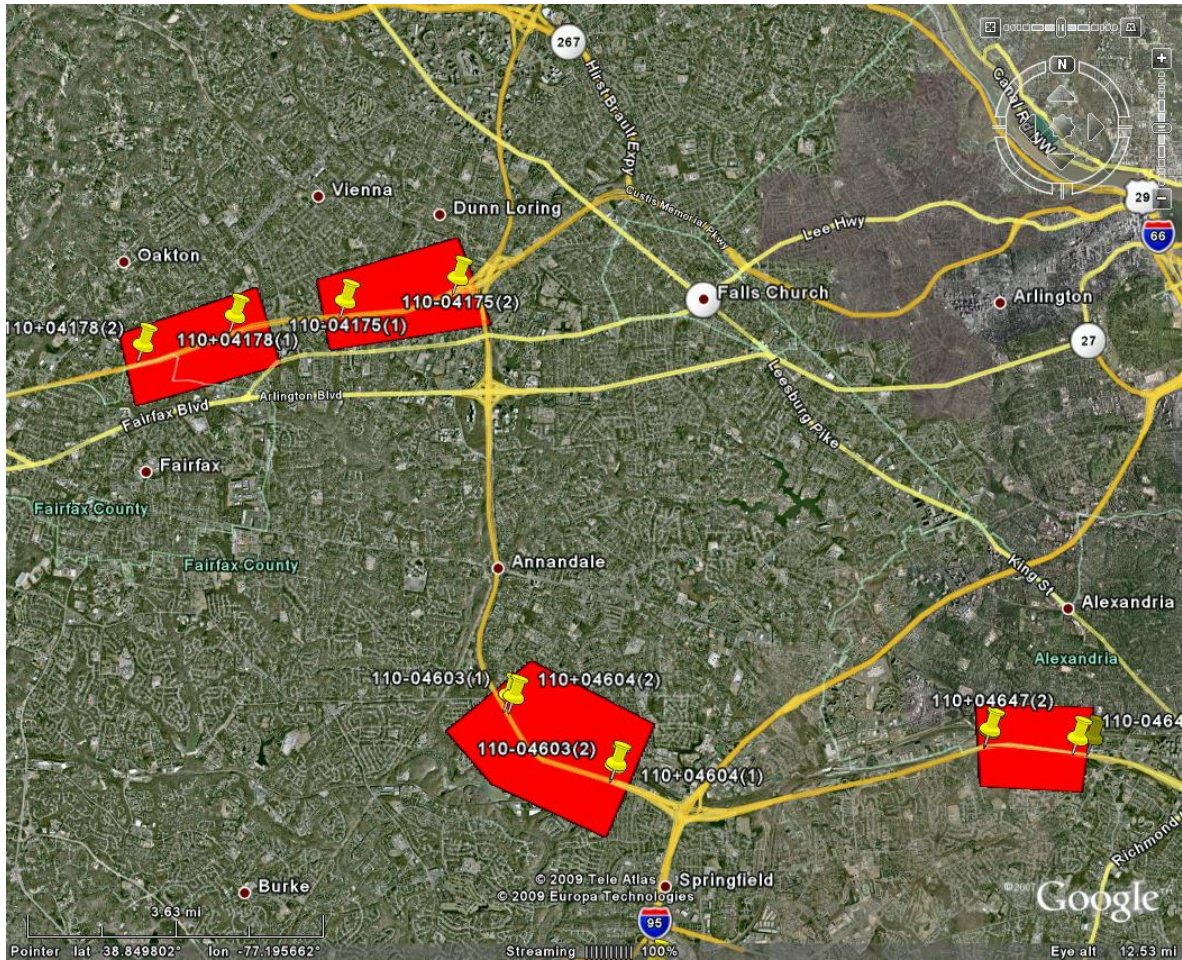 267
Hirst Brault Expy
N
Canal Rd NW
Vienna
Dunn Loring
Custis Memorial Pkwy
29
66
Lee Hwy
Oakton
Falls Church
Arlington
110-04175(2)
110+04178(2)
110+04178(1)
110-04175(1)
27
Arlington Blvd
Fairfax Blvd
Leesburg Pike
Fairfax
Fairfax County
Fairfax County
Annandale
King St
Alexandria
Alexandria
110-04603(1)
110+04604(2)
110+04647(2)
110-0464
110-04603(2)
110+04604(1)
Richmond
Burke
© 2009 Tele Atlas
© 2009 Europa Technologies
Springfield
©2007 Google™
3.63 mi
95
Pointer lat 38.849802° lon -77.195662°
Streaming |||||||||| 100%
Eye alt 12.53 mi